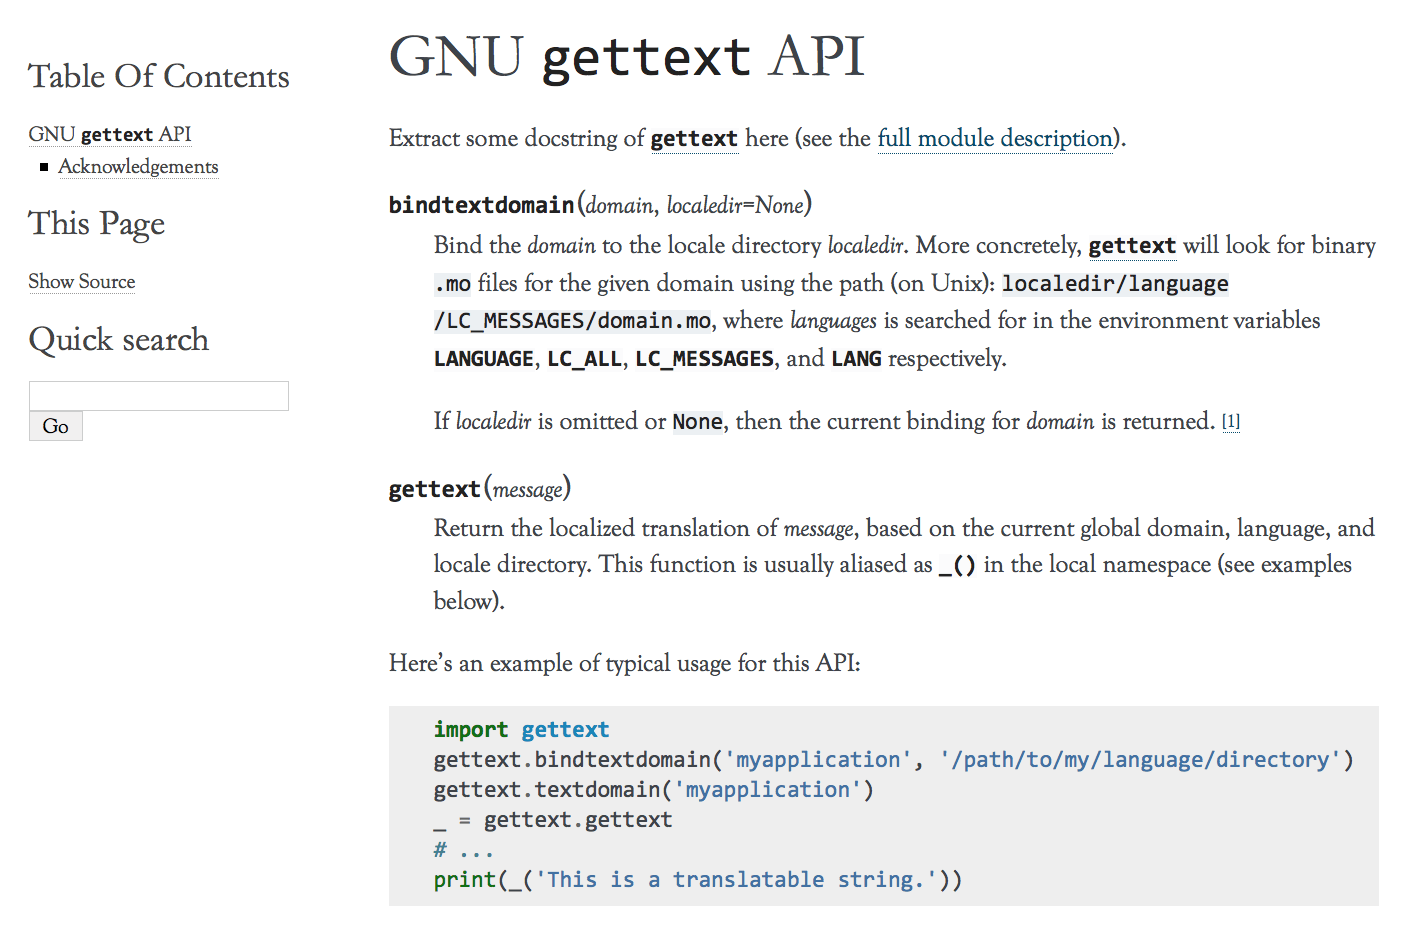 Table Of Contents
GNU gettext API
Acknowledgements
This Page
Show Source
Quick search
Go
GNU gettext API
Extract some docstring of gettext here (see the full module description).
bindtextdomain(domain, localedir=None)
Bind the domain to the locale directory localedir. More concretely, gettext will look for binary
.mo files for the given domain using the path (on Unix): localedir/language
/LC_MESSAGES/domain.mo, where languages is searched for in the environment variables
LANGUAGE, LC_ALL, LC_MESSAGES, and LANG respectively.
If localedir is omitted or None, then the current binding for domain is returned. [1]
gettext(message)
Return the localized translation of message, based on the current global domain, language, and
locale directory. This function is usually aliased as _() in the local namespace (see examples
below).
Here’s an example of typical usage for this API:
import gettext
gettext.bindtextdomain('myapplication', '/path/to/my/language/directory')
gettext.textdomain('myapplication')
_ = gettext.gettext
# ...
print(_('This is a translatable string.'))